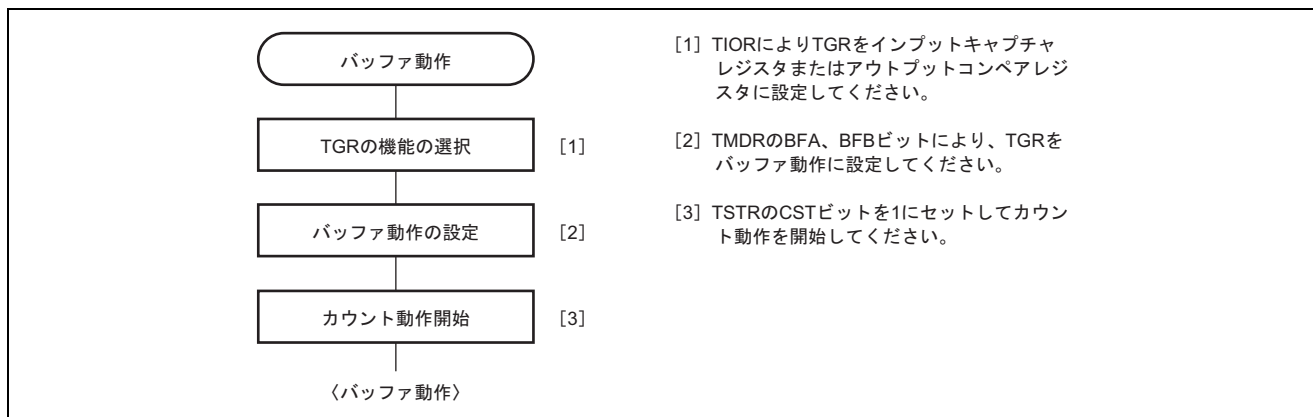 バッファ動作
TGRの機能の選択 [1]
バッファ動作の設定 [2]
カウント動作開始 [3]
〈バッファ動作〉
[1] TIORによりTGRをインプットキャプチャ
レジスタまたはアウトプットコンペアレジ
スタに設定してください。
[2] TMDRのBFA、BFBビットにより、TGRを
バッファ動作に設定してください。
[3] TSTRのCSTビットを1にセットしてカウン
ト動作を開始してください。